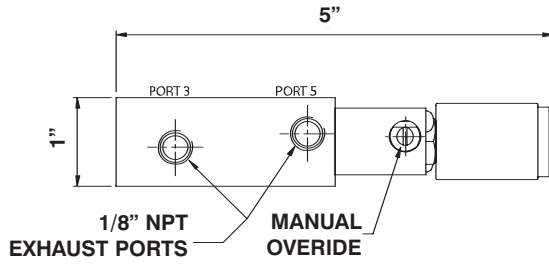 5”
PORT 3 PORT 5
1”
1/8” NPT
EXHAUST PORTS
MANUAL
OVERIDE